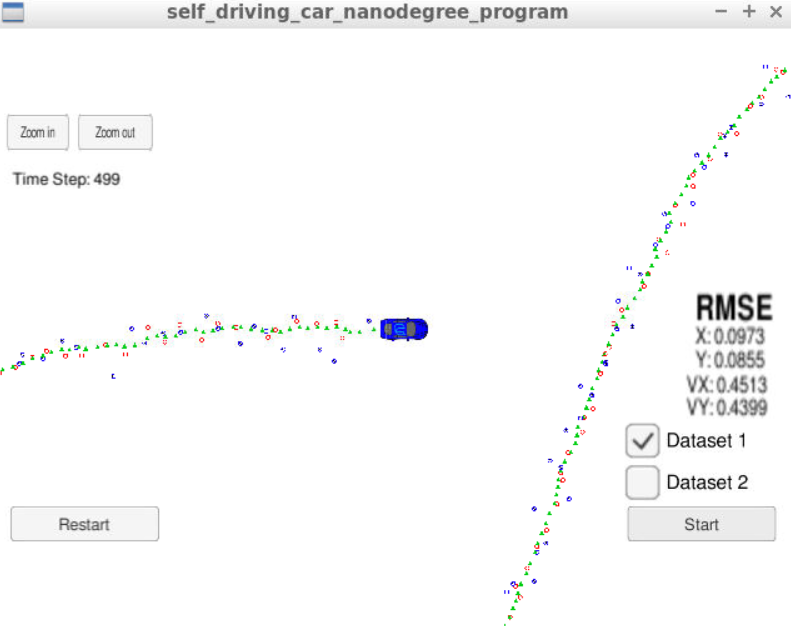 self_driving_car_nanodegree_program
Zoom in
Zoom out
Time Step: 499
RMSE
X: 0.0973
Y: 0.0855
VX: 0.4513
VY: 0.4399
Dataset 1
Dataset 2
Restart
Start